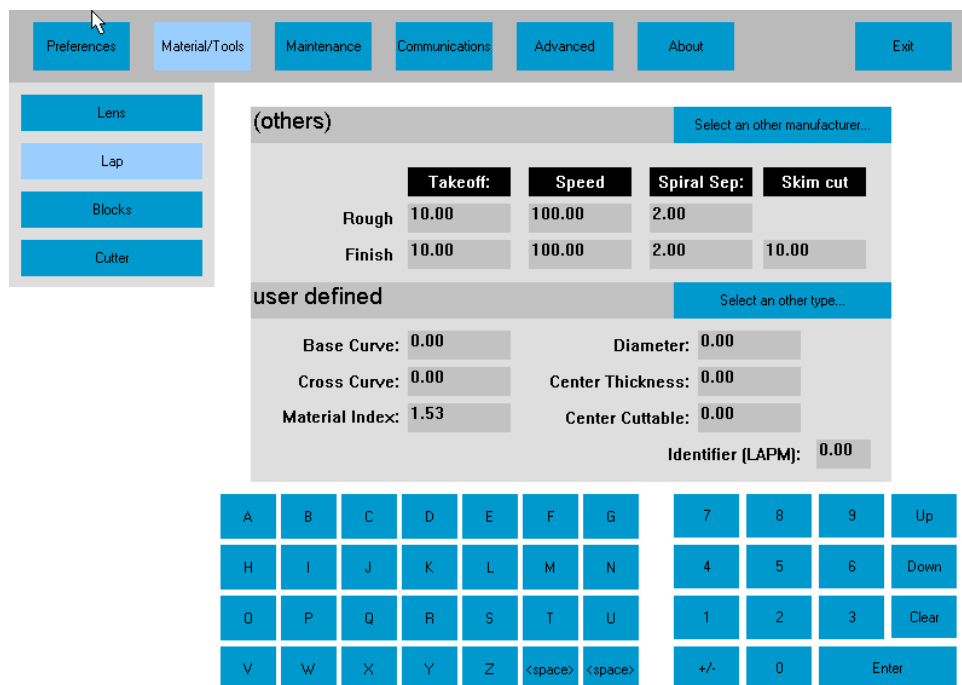 Preferences Material/Tools Maintenance Communications Advanced About Exit
Lens
Lap
Blocks
Cutter
(others) Select an other manufacturer...
Takeoff: Speed Spiral Sep: Skim cut
Rough 10.00 100.00 2.00
Finish 10.00 100.00 2.00 10.00
user defined Select an other type...
Base Curve: 0.00 Diameter: 0.00
Cross Curve: 0.00 Center Thickness: 0.00
Material Index: 1.53 Center Cuttable: 0.00
Identifier (LAPM): 0.00
A B C D E F G 7 8 9 Up
H I J K L M N 4 5 6 Down
O P Q R S T U 1 2 3 Clear
V W X Y Z <space> <space> +/- 0 Enter